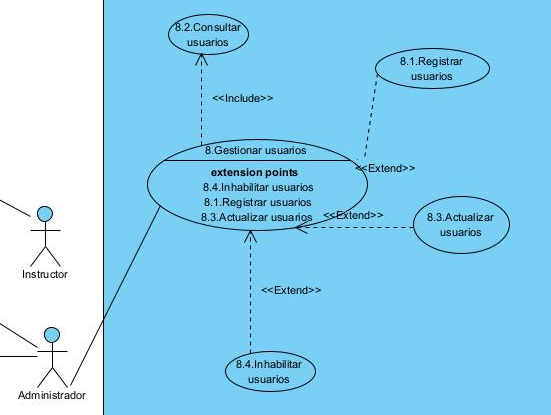 8.2.Consultar
usuarios
8.1.Registrar
usuarios
<<Include>>
8.Gestionar usuarios
<<Extend>>
extension points
8.4.Inhabilitar usuarios
8.1.Registrar usuarios
8.3.Actualizar usuarios
<<Extend>>
8.3.Actualizar
usuarios
Instructor
<<Extend>>
8.4.Inhabilitar
usuarios
Administrador